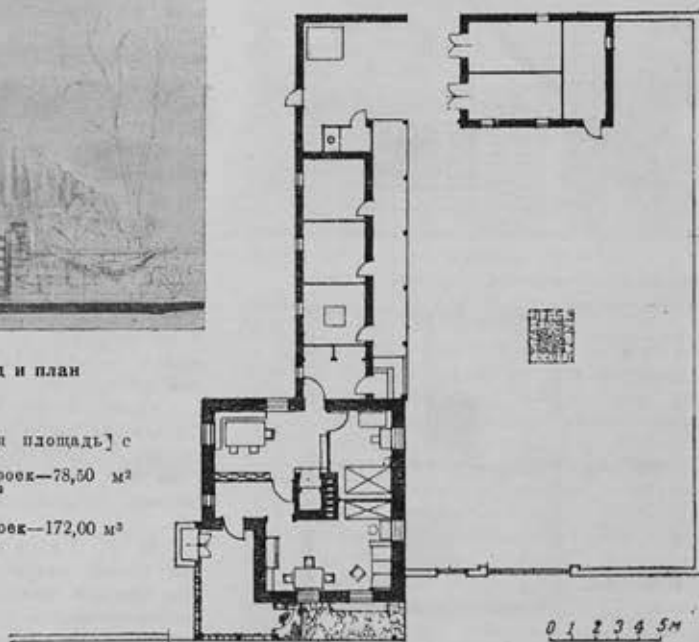 и план
площадь] с
роек—78,50 м²
роек—172,00 м³
0 1 2 3 4 5м